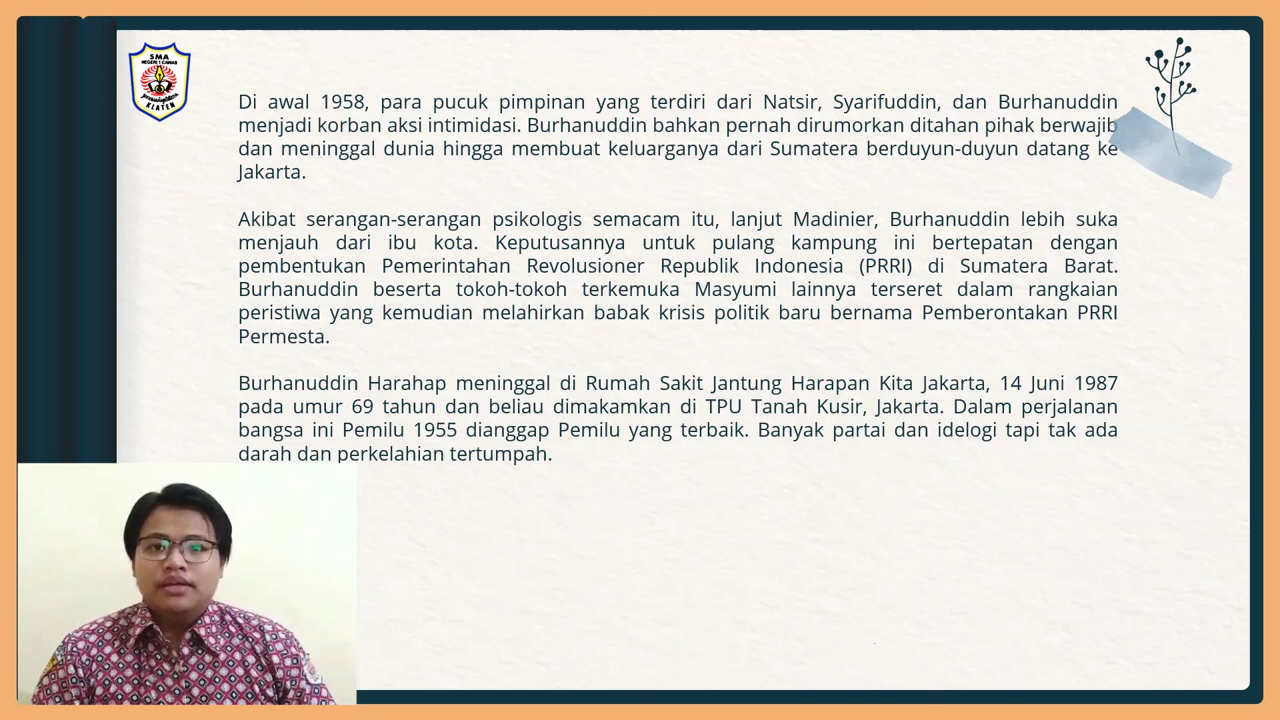 SMA
NEGERI 1 CAWAS
KLATEN
Di awal 1958, para pucuk pimpinan yang terdiri dari Natsir, Syarifuddin, dan Burhanuddin
menjadi korban aksi intimidasi. Burhanuddin bahkan pernah dirumorkan ditahan pihak berwajib
dan meninggal dunia hingga membuat keluarganya dari Sumatera berduyun-duyun datang ke
Jakarta.
Akibat serangan-serangan psikologis semacam itu, lanjut Madinier, Burhanuddin lebih suka
menjauh dari ibu kota. Keputusannya untuk pulang kampung ini bertepatan dengan
pembentukan Pemerintahan Revolusioner Republik Indonesia (PRRI) di Sumatera Barat.
Burhanuddin beserta tokoh-tokoh terkemuka Masyumi lainnya terseret dalam rangkaian
peristiwa yang kemudian melahirkan babak krisis politik baru bernama Pemberontakan PRRI
Permesta.
Burhanuddin Harahap meninggal di Rumah Sakit Jantung Harapan Kita Jakarta, 14 Juni 1987
pada umur 69 tahun dan beliau dimakamkan di TPU Tanah Kusir, Jakarta. Dalam perjalanan
bangsa ini Pemilu 1955 dianggap Pemilu yang terbaik. Banyak partai dan idelogi tapi tak ada
darah dan perkelahian tertumpah.